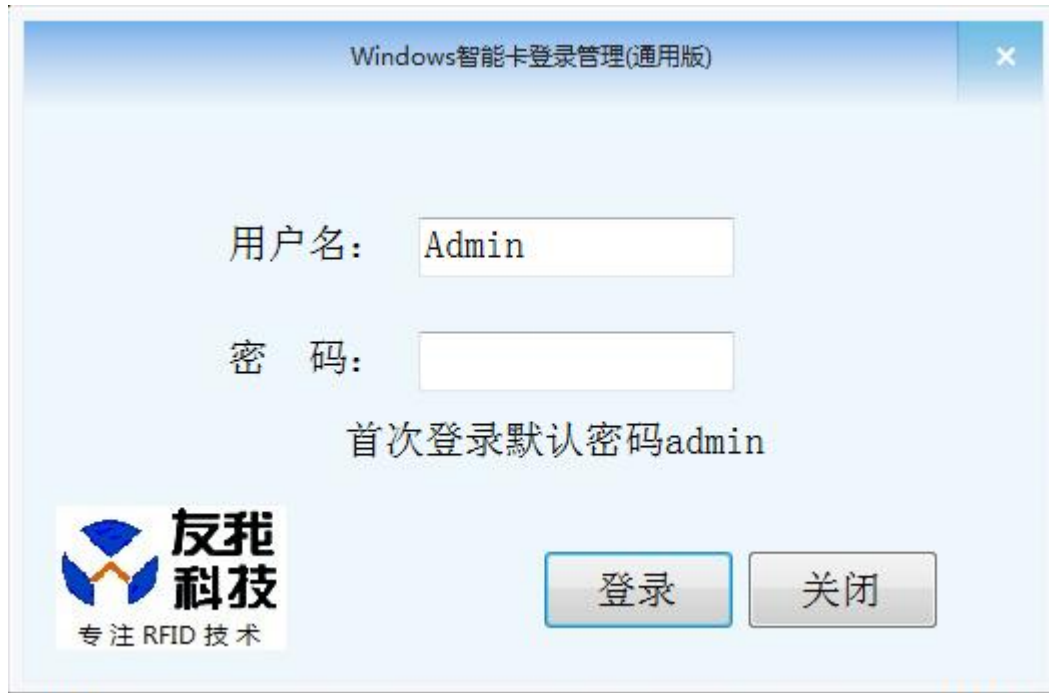 Windows智能卡登录管理(通用版)
×
用户名： Admin
密 码：
首次登录默认密码admin
友我
科技
专注 RFID 技术
登录 关闭